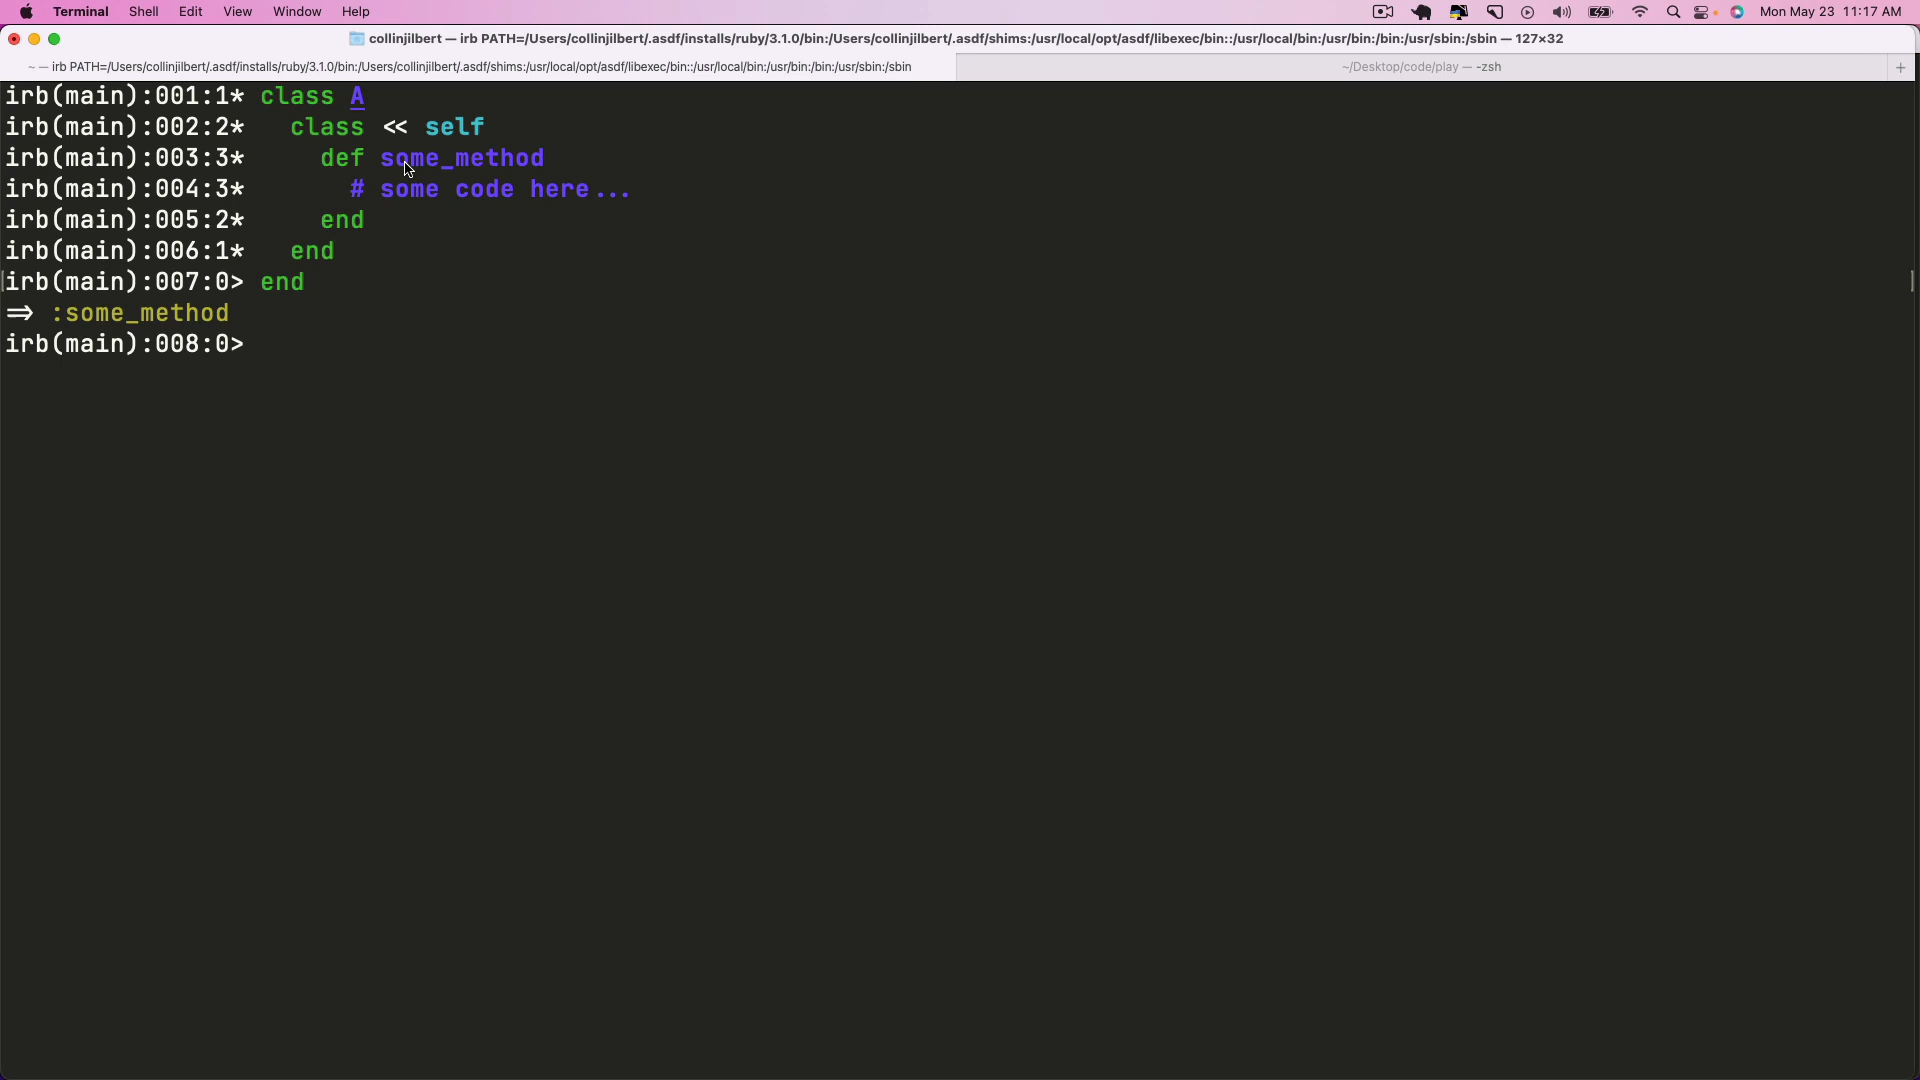 Terminal Shell Edit View Window Help Mon May 23 11:17 AM
collinjilbert — irb PATH=/Users/collinjilbert/.asdf/installs/ruby/3.1.0/bin:/Users/collinjilbert/.asdf/shims:/usr/local/opt/asdf/libexec/bin::/usr/local/bin:/usr/bin:/bin:/usr/sbin:/sbin — 127×32
~ — irb PATH=/Users/collinjilbert/.asdf/installs/ruby/3.1.0/bin:/Users/collinjilbert/.asdf/shims:/usr/local/opt/asdf/libexec/bin::/usr/local/bin:/usr/bin:/bin:/usr/sbin:/sbin ~/Desktop/code/play — -zsh +
irb(main):001:1* class A
irb(main):002:2*   class << self
irb(main):003:3*     def some_method
irb(main):004:3*       # some code here...
irb(main):005:2*     end
irb(main):006:1*   end
irb(main):007:0> end
=> :some_method
irb(main):008:0>